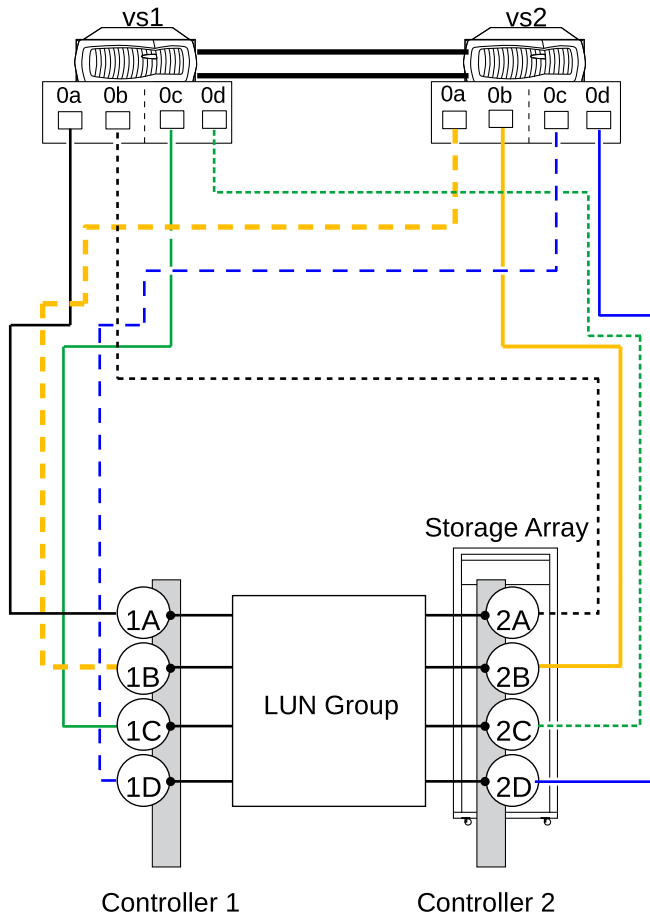 vs1 vs2
0a 0b 0c 0d 0a 0b 0c 0d
Storage Array
1A 2A
1B 2B
LUN Group
1C 2C
1D 2D
Controller 1 Controller 2